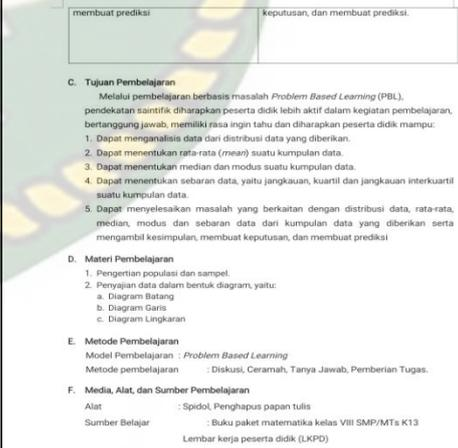 membuat prediksi keputusan, dan membuat prediksi.
C. Tujuan Pembelajaran
Melalui pembelajaran berbasis masalah Problem Based Learning (PBL),
pendekatan saintifik diharapkan peserta didik lebih aktif dalam kegiatan pembelajaran,
bertanggung jawab, memiliki rasa ingin tahu dan diharapkan peserta didik mampu:
1. Dapat menganalisis data dari distribusi data yang diberikan.
2. Dapat menentukan rata-rata (mean) suatu kumpulan data.
3. Dapat menentukan median dan modus suatu kumpulan data.
4. Dapat menentukan sebaran data, yaitu jangkauan, kuartil dan jangkauan interkuartil
suatu kumpulan data.
5. Dapat menyelesaikan masalah yang berkaitan dengan distribusi data, rata-rata,
median, modus dan sebaran data dari kumpulan data yang diberikan serta
mengambil kesimpulan, membuat keputusan, dan membuat prediksi
D. Materi Pembelajaran
1. Pengertian populasi dan sampel.
2. Penyajian data dalam bentuk diagram, yaitu:
a. Diagram Batang
b. Diagram Garis
c. Diagram Lingkaran
E. Metode Pembelajaran
Model Pembelajaran : Problem Based Learning
Metode pembelajaran : Diskusi, Ceramah, Tanya Jawab, Pemberian Tugas.
F. Media, Alat, dan Sumber Pembelajaran
Alat : Spidol, Penghapus papan tulis
Sumber Belajar : Buku paket matematika kelas VIII SMP/MTs K13
Lembar kerja peserta didik (LKPD)